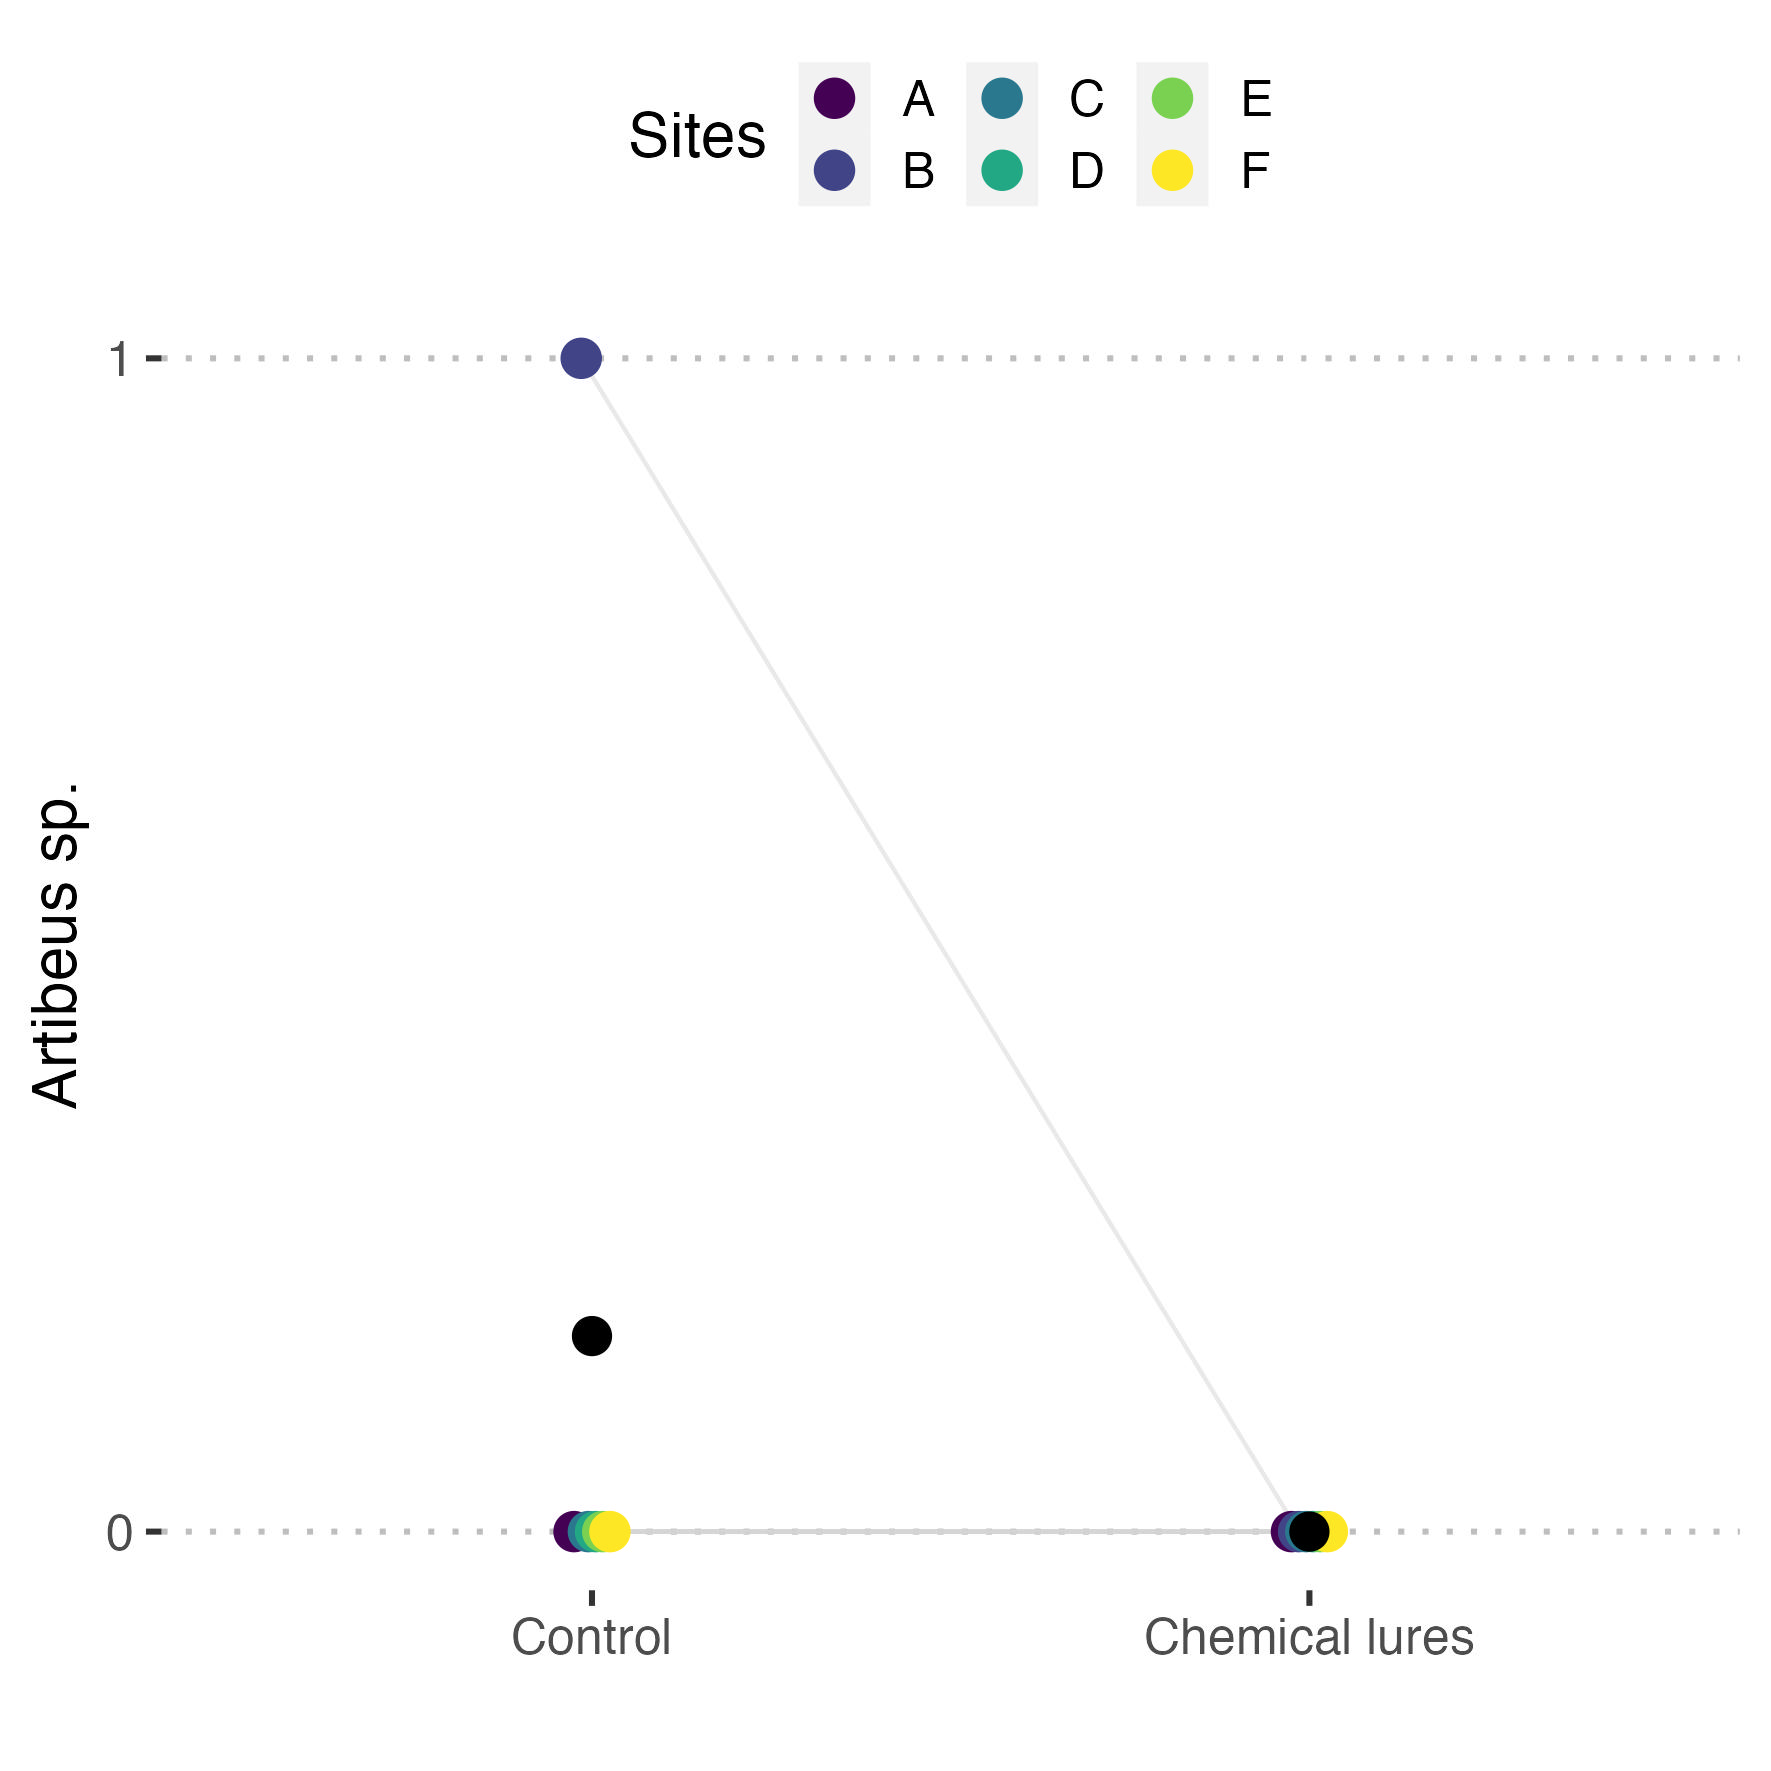 Sites
A
C
E
B
D
F
1
Artibeus sp.
0
Control
Chemical lures